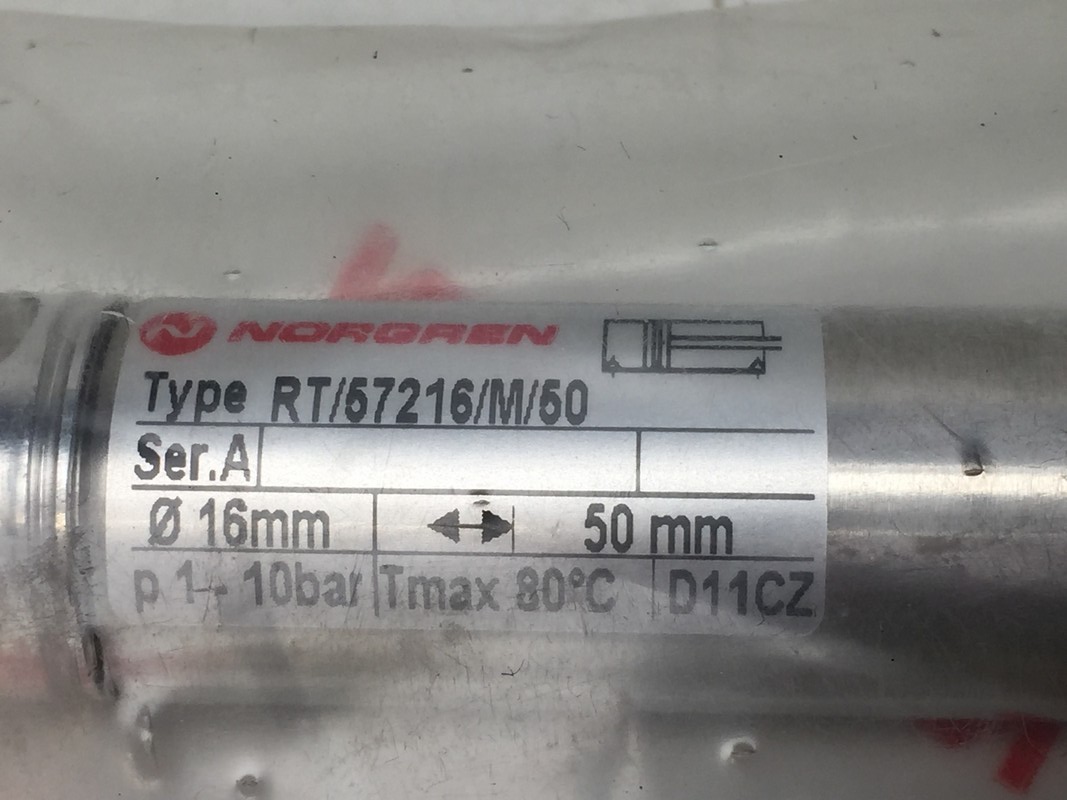 NORGREN
Type RT/57216/M/50
Ser.A
Ø 16mm 50 mm
p 1 - 10bar Tmax 80°C D11CZ